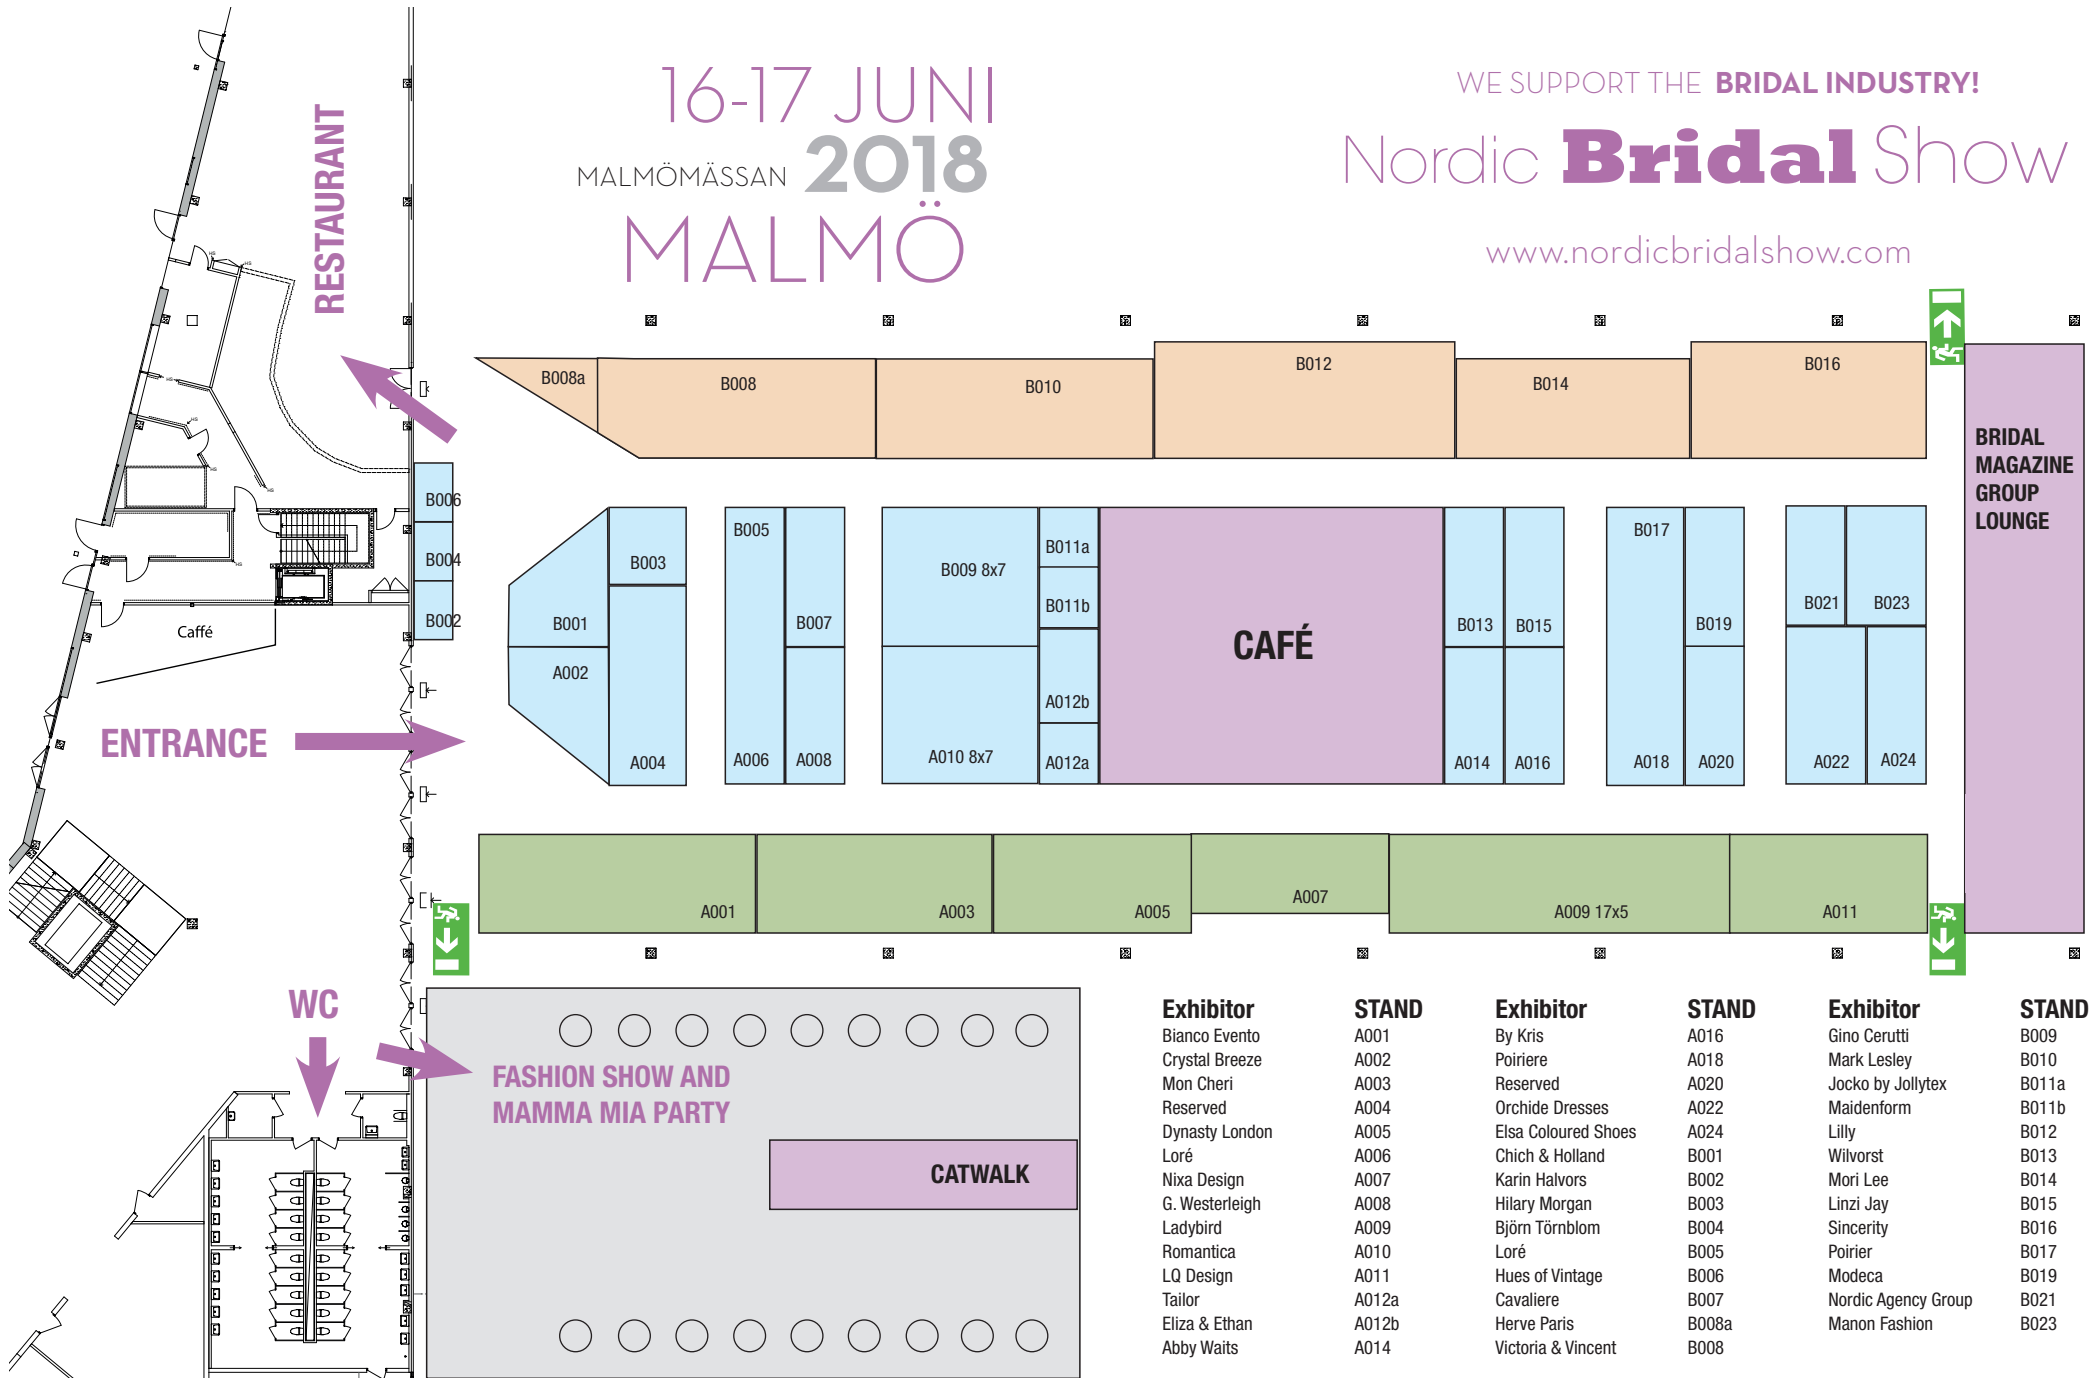 16-17 JUNI
MALMÖMÄSSAN 2018
MALMÖ
WE SUPPORT THE BRIDAL INDUSTRY!
Nordic Bridal Show
www.nordicbridalshow.com
RESTAURANT
B008a
B008
B010
B012
B014
B016
BRIDAL
MAGAZINE
GROUP
LOUNGE
B006
B004
B002
B003
B001
A002
A004
B005
B007
A006
A008
B009 8x7
A010 8x7
B011a
B011b
A012b
A012a
CAFÉ
B013
B015
A014
A016
B017
B019
A018
A020
B021
B023
A022
A024
Caffé
ENTRANCE
A001
A003
A005
A007
A009 17x5
A011
WC
FASHION SHOW AND
MAMMA MIA PARTY
CATWALK
HS
HS
HS
HS
HS
HS
HS
Exhibitor STAND
Bianco Evento A001
Crystal Breeze A002
Mon Cheri A003
Reserved A004
Dynasty London A005
Loré A006
Nixa Design A007
G. Westerleigh A008
Ladybird A009
Romantica A010
LQ Design A011
Tailor A012a
Eliza & Ethan A012b
Abby Waits A014
Exhibitor STAND
By Kris A016
Poiriere A018
Reserved A020
Orchide Dresses A022
Elsa Coloured Shoes A024
Chich & Holland B001
Karin Halvors B002
Hilary Morgan B003
Björn Törnblom B004
Loré B005
Hues of Vintage B006
Cavaliere B007
Herve Paris B008a
Victoria & Vincent B008
Exhibitor STAND
Gino Cerutti B009
Mark Lesley B010
Jocko by Jollytex B011a
Maidenform B011b
Lilly B012
Wilvorst B013
Mori Lee B014
Linzi Jay B015
Sincerity B016
Poirier B017
Modeca B019
Nordic Agency Group B021
Manon Fashion B023